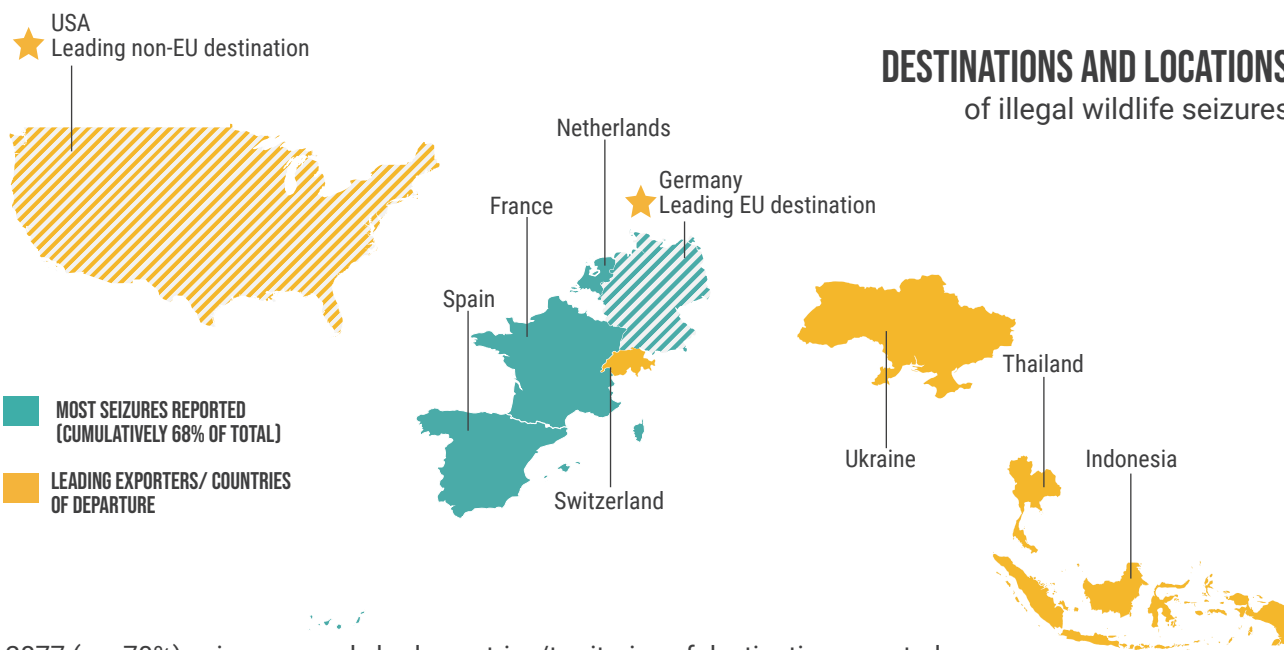 USA
Leading non-EU destination
DESTINATIONS AND LOCATIONS
of illegal wildlife seizures
Netherlands
Germany
Leading EU destination
France
Spain
Thailand
MOST SEIZURES REPORTED
(CUMULATIVELY 68% OF TOTAL)
Ukraine
Indonesia
LEADING EXPORTERS/ COUNTRIES
OF DEPARTURE
Switzerland